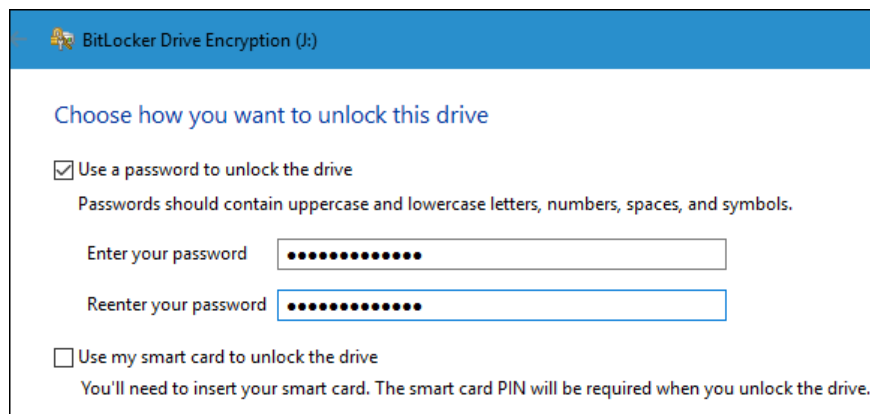 BitLocker Drive Encryption (J:)
Choose how you want to unlock this drive
Use a password to unlock the drive
Passwords should contain uppercase and lowercase letters, numbers, spaces, and symbols.
Enter your password ●●●●●●●●●●●●●
Reenter your password ●●●●●●●●●●●●●
Use my smart card to unlock the drive
You'll need to insert your smart card. The smart card PIN will be required when you unlock the drive.